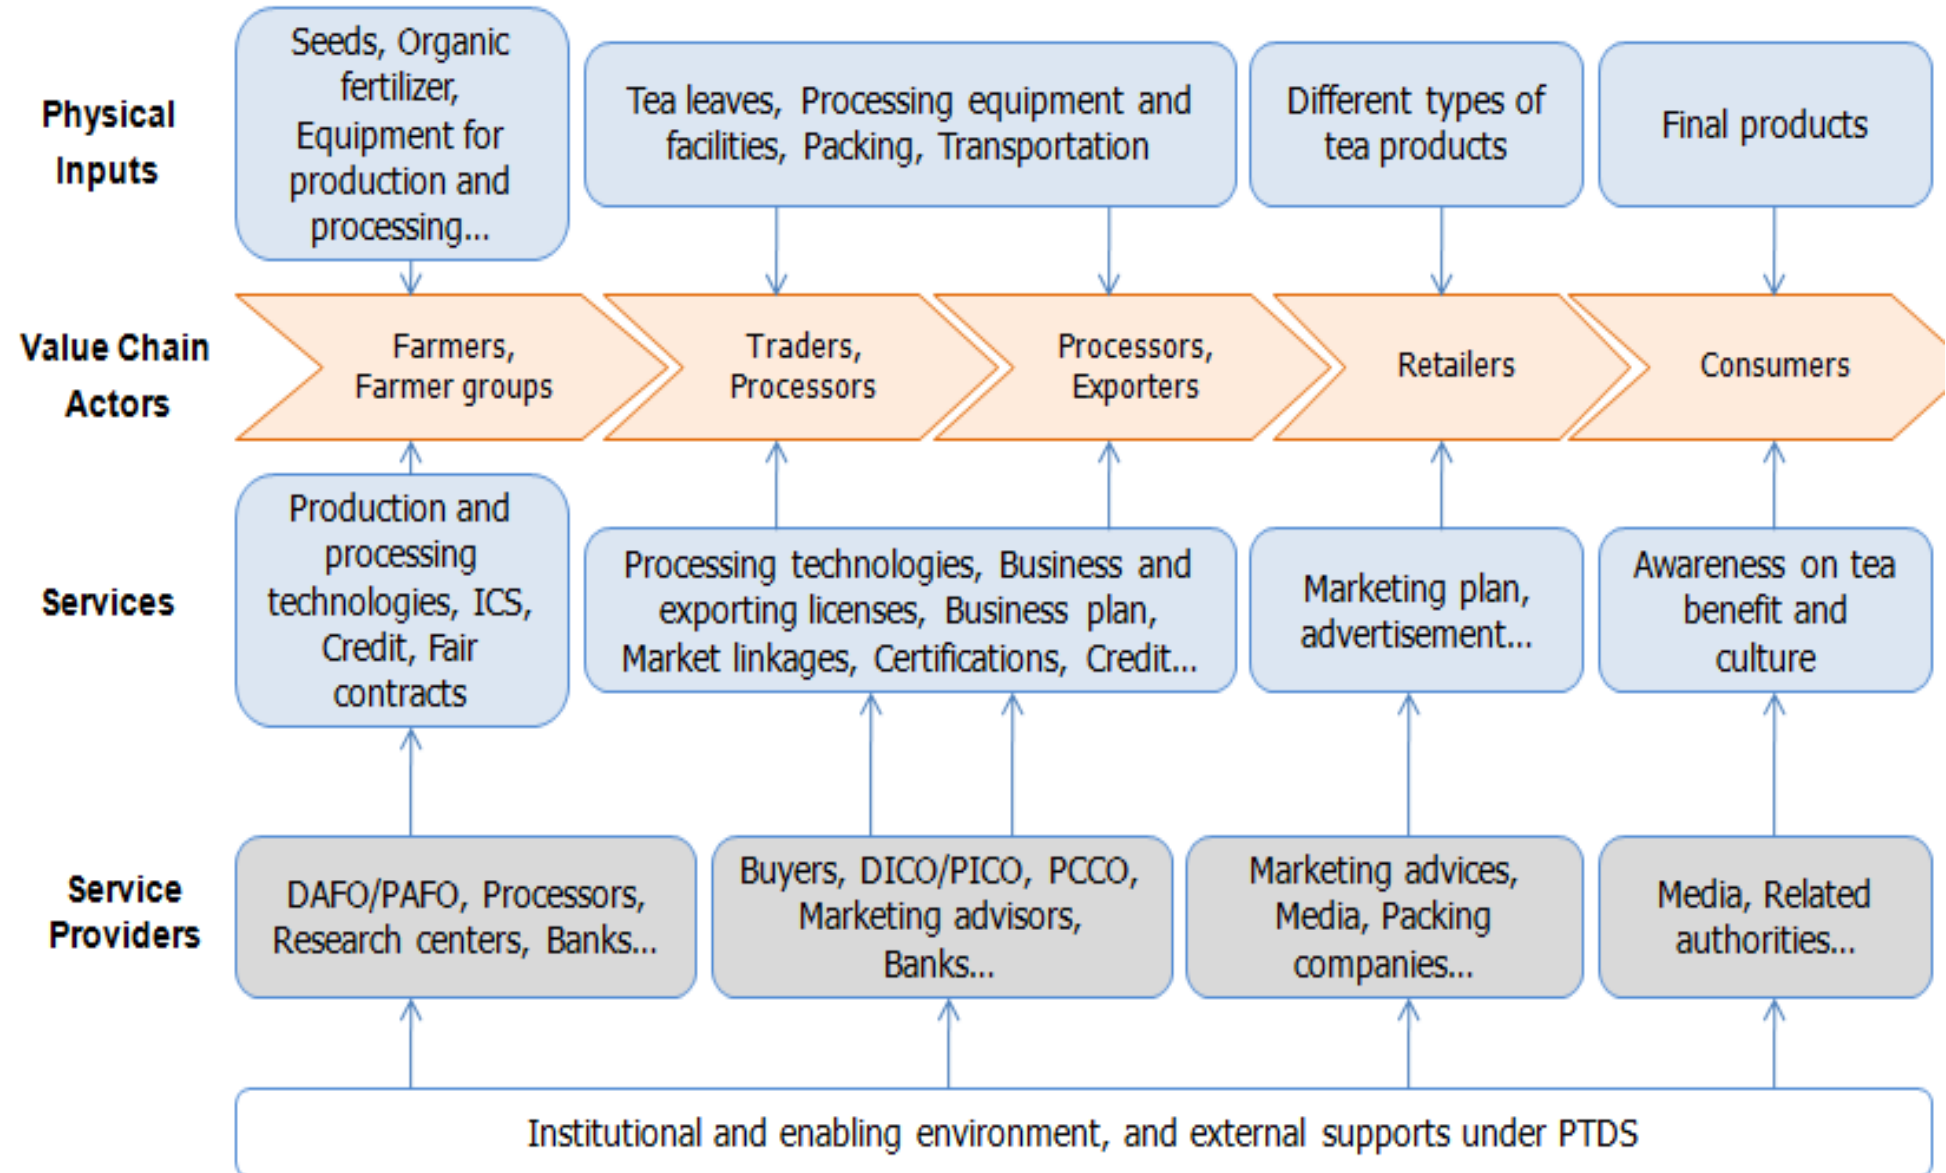 Physical
Inputs
Seeds, Organic
fertilizer,
Equipment for
production and
processing...
Tea leaves, Processing equipment and
facilities, Packing, Transportation
Different types of
tea products
Final products
Value Chain
Actors
Farmers,
Farmer groups
Traders,
Processors
Processors,
Exporters
Retailers
Consumers
Services
Production and
processing
technologies, ICS,
Credit, Fair
contracts
Processing technologies, Business and
exporting licenses, Business plan,
Market linkages, Certifications, Credit...
Marketing plan,
advertisement...
Awareness on tea
benefit and
culture
Service
Providers
DAFO/PAFO, Processors,
Research centers, Banks...
Buyers, DICO/PICO, PCCO,
Marketing advisors,
Banks...
Marketing advices,
Media, Packing
companies...
Media, Related
authorities...
Institutional and enabling environment, and external supports under PTDS